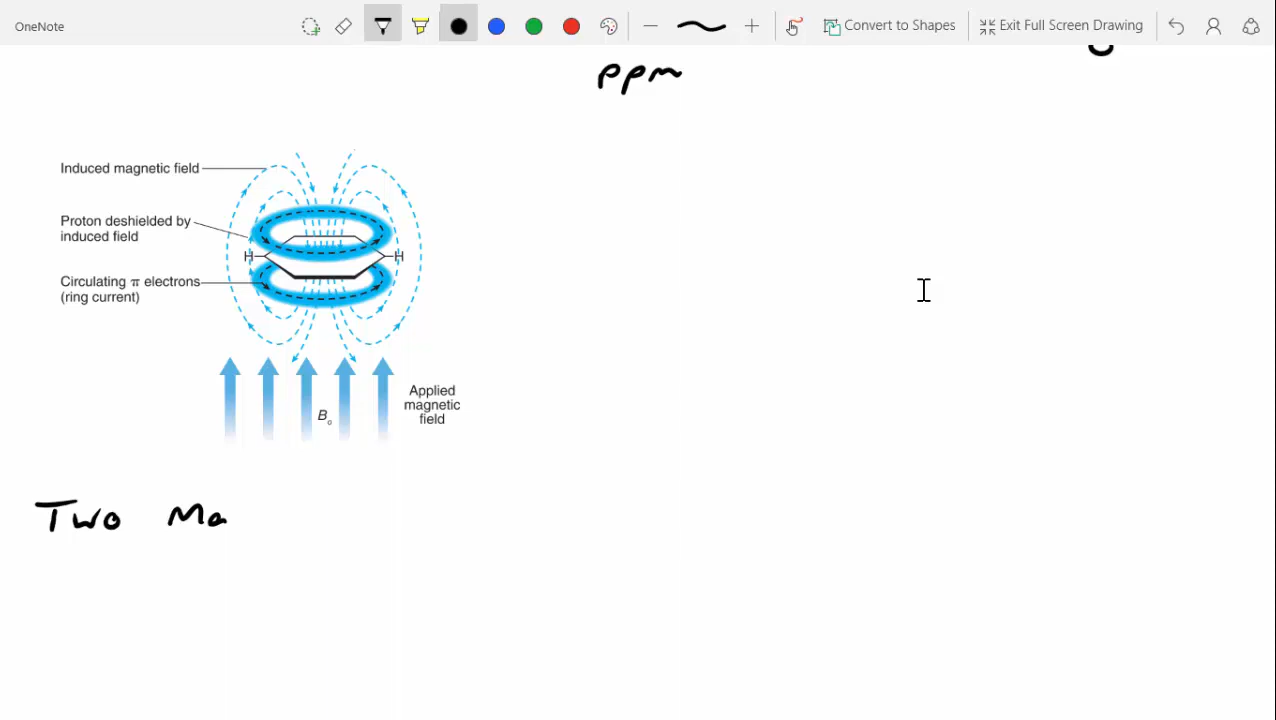 OneNote
Convert to Shapes
Exit Full Screen Drawing
ppm
Induced magnetic field
Proton deshielded by
induced field
H
H
Circulating π electrons
(ring current)
Applied
magnetic
field
B₀
Two Ma